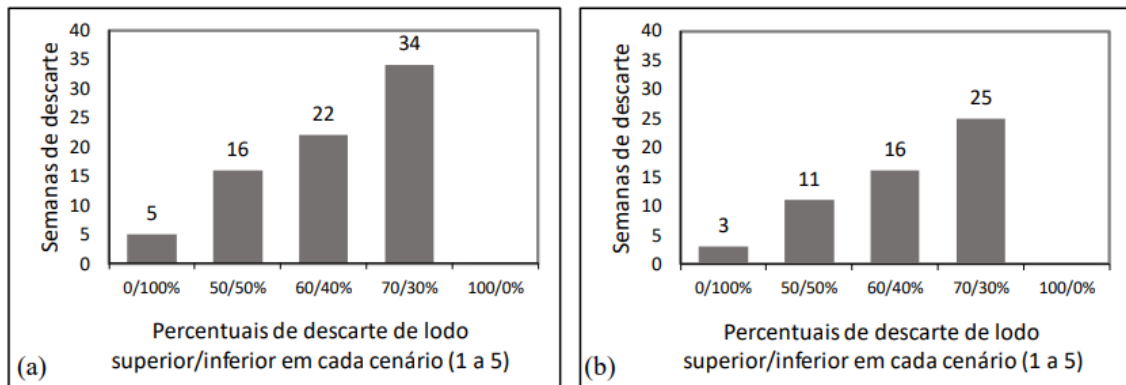 Semanas de descarte
40
35
30
25
20
15
10
5
0
5
16
22
34
0/100% 50/50% 60/40% 70/30% 100/0%
Percentuais de descarte de lodo
superior/inferior em cada cenário (1 a 5)
(a)
Semanas de descarte
40
35
30
25
20
15
10
5
0
3
11
16
25
0/100% 50/50% 60/40% 70/30% 100/0%
Percentuais de descarte de lodo
superior/inferior em cada cenário (1 a 5)
(b)